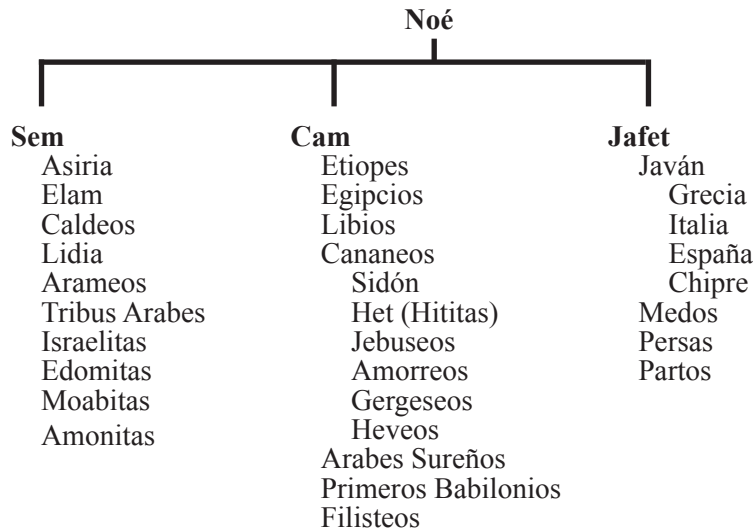 Noé
Sem
Asiria
Elam
Caldeos
Lidia
Arameos
Tribus Arabes
Israelitas
Edomitas
Moabitas
Amonitas
Cam
Etiopes
Egipcios
Libios
Cananeos
Sidón
Het (Hititas)
Jebuseos
Amorreos
Gergeseos
Heveos
Arabes Sureños
Primeros Babilonios
Filisteos
Jafet
Javán
Grecia
Italia
España
Chipre
Medos
Persas
Partos